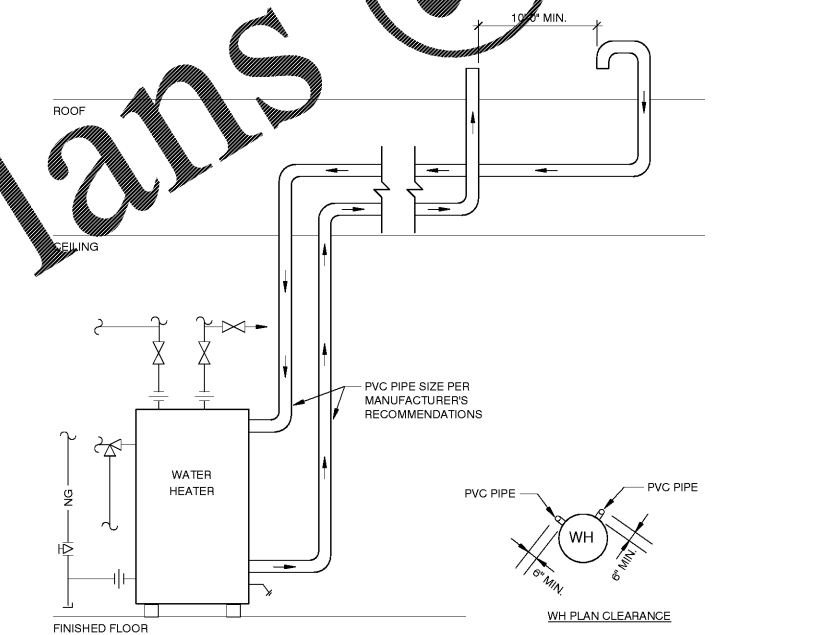 10'-0" MIN.
ROOF
lans
CEILING
PVC PIPE SIZE PER
MANUFACTURER'S
RECOMMENDATIONS
WATER
HEATER
NG
PVC PIPE
PVC PIPE
WH
6" MIN.
6" MIN.
WH PLAN CLEARANCE
FINISHED FLOOR